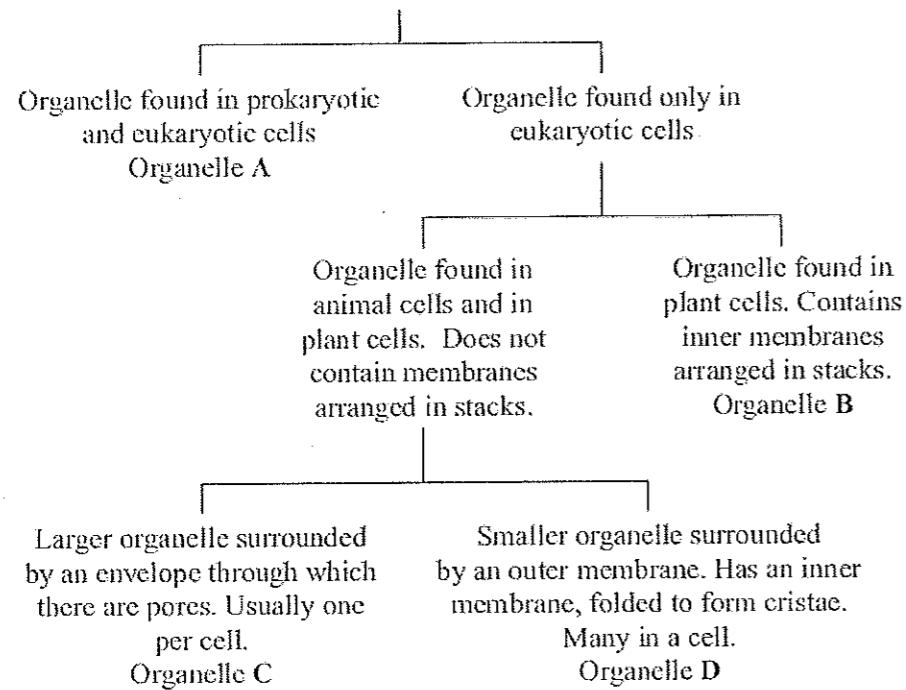 Organelle found in prokaryotic
and eukaryotic cells
Organelle A
Organelle found only in
eukaryotic cells
Organelle found in
animal cells and in
plant cells. Does not
contain membranes
arranged in stacks.
Organelle found in
plant cells. Contains
inner membranes
arranged in stacks.
Organelle B
Larger organelle surrounded
by an envelope through which
there are pores. Usually one
per cell.
Organelle C
Smaller organelle surrounded
by an outer membrane. Has an inner
membrane, folded to form cristae.
Many in a cell.
Organelle D